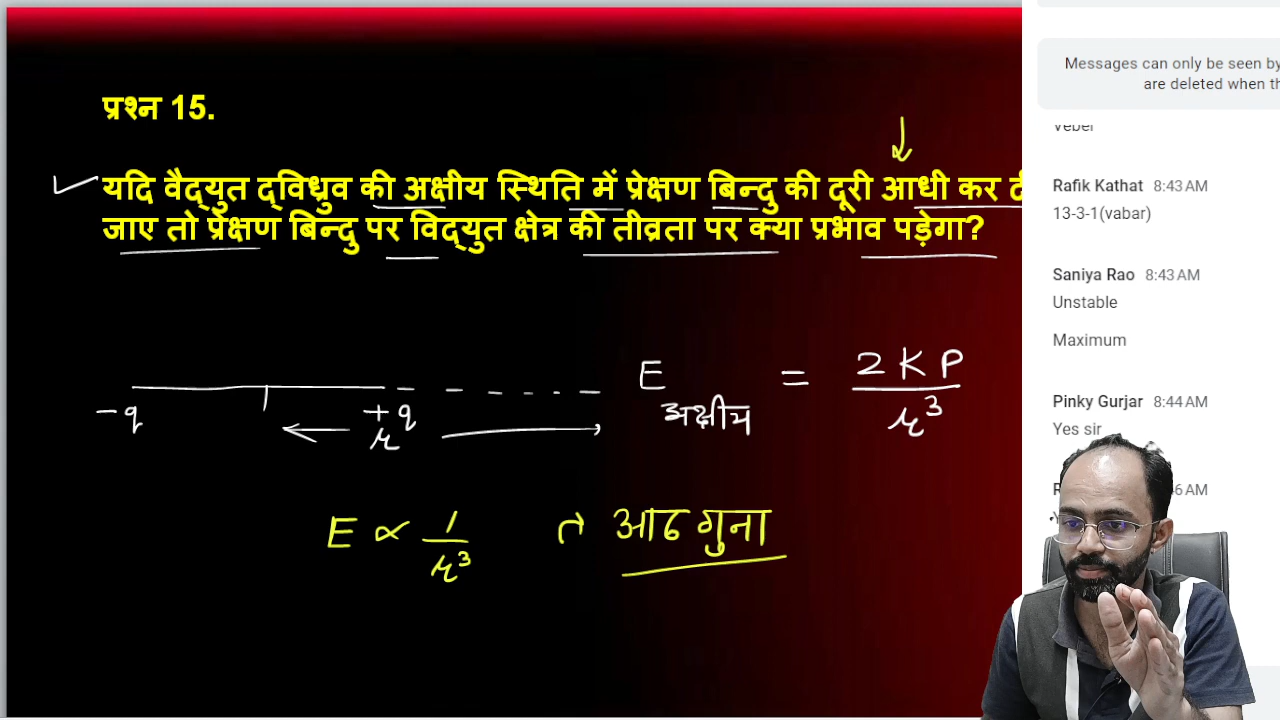 प्रश्न 15.
यदि वैद्युत द्विध्रुव की अक्षीय स्थिति में प्रेक्षण बिन्दु की दूरी आधी कर
जाए तो प्रेक्षण बिन्दु पर विद्युत क्षेत्र की तीव्रता पर क्या प्रभाव पड़ेगा?
-q +q
r
E अक्षीय = 2KP / r³
E ∝ 1 / r³ आठ गुना
Messages can only be seen by
are deleted when th
Rafik Kathat 8:43 AM
13-3-1(vabar)
Saniya Rao 8:43 AM
Unstable
Maximum
Pinky Gurjar 8:44 AM
Yes sir